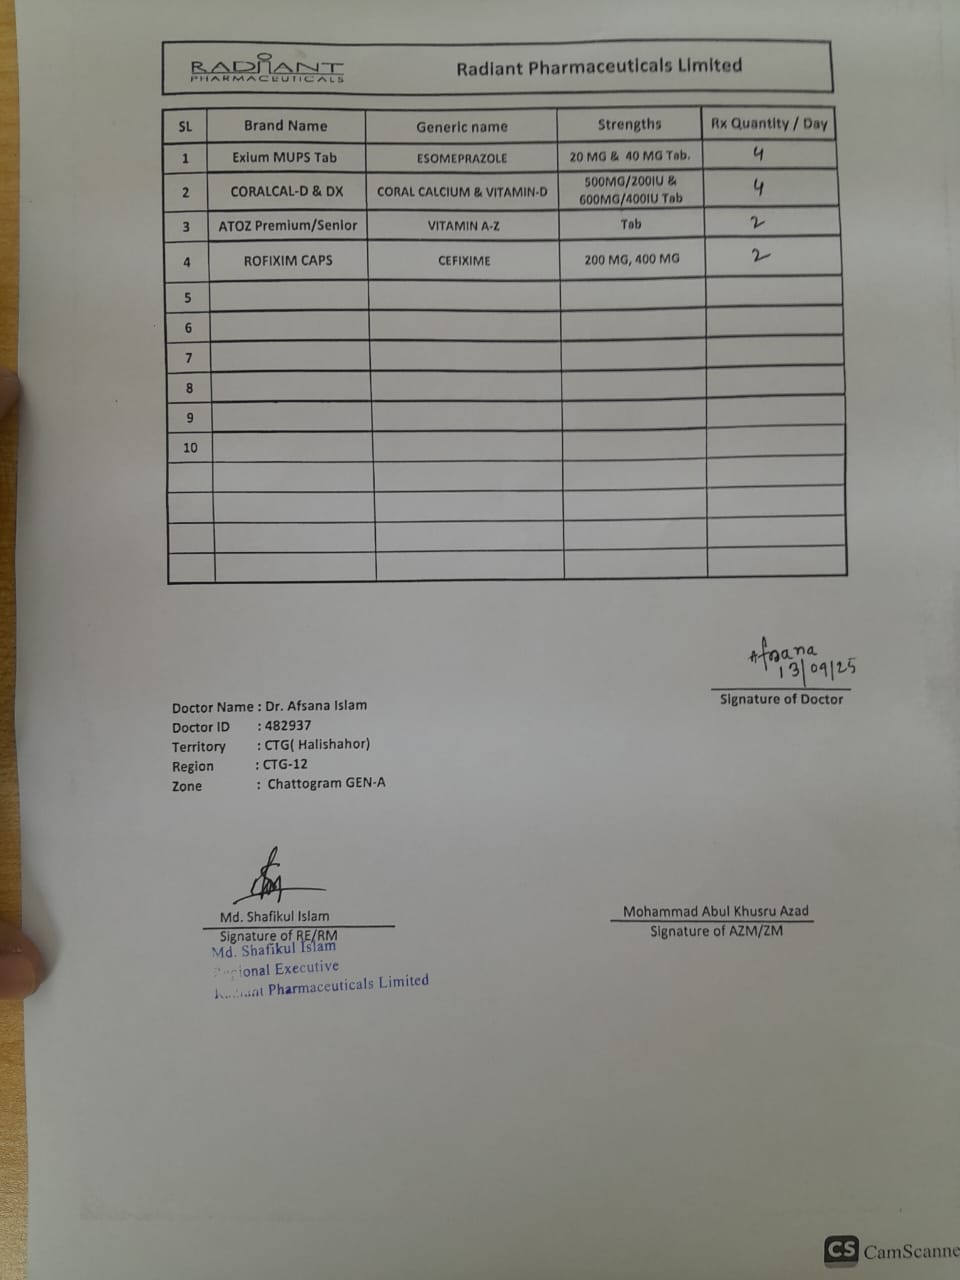 RADIANT
PHARMACEUTICALS
Radiant Pharmaceuticals Limited
SL Brand Name Generic name Strengths Rx Quantity / Day
1 Exium MUPS Tab ESOMEPRAZOLE 20 MG & 40 MG Tab. 4
2 CORALCAL-D & DX CORAL CALCIUM & VITAMIN-D 500MG/200IU & 600MG/400IU Tab 4
3 ATOZ Premium/Senior VITAMIN A-Z Tab 2
4 ROFIXIM CAPS CEFIXIME 200 MG, 400 MG 2
5
6
7
8
9
10
Afsana
13/09/25
Signature of Doctor
Doctor Name : Dr. Afsana Islam
Doctor ID : 482937
Territory : CTG( Halishahor)
Region : CTG-12
Zone : Chattogram GEN-A
Md. Shafikul Islam
Signature of RE/RM
Md. Shafikul Islam
Regional Executive
Radiant Pharmaceuticals Limited
Mohammad Abul Khusru Azad
Signature of AZM/ZM
CS CamScanne